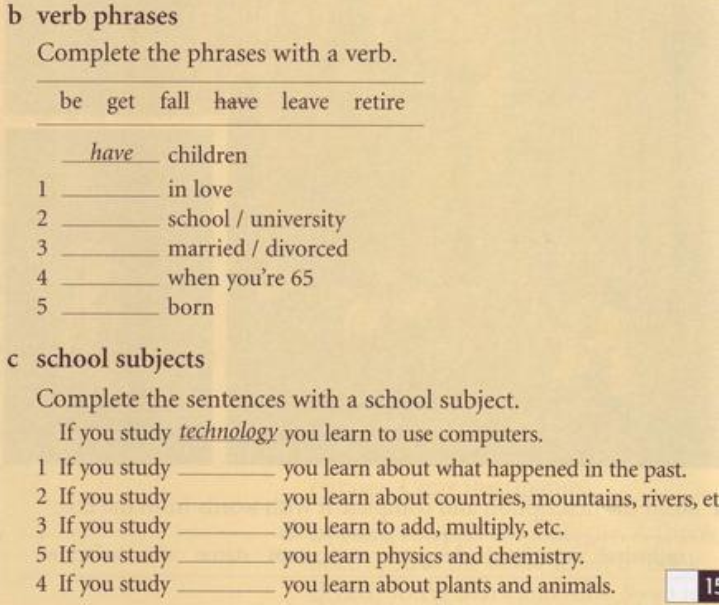 b verb phrases
Complete the phrases with a verb.
be get fall have leave retire
have children
1 ________ in love
2 ________ school / university
3 ________ married / divorced
4 ________ when you're 65
5 ________ born
c school subjects
Complete the sentences with a school subject.
If you study technology you learn to use computers.
1 If you study ________ you learn about what happened in the past.
2 If you study ________ you learn about countries, mountains, rivers, et
3 If you study ________ you learn to add, multiply, etc.
5 If you study ________ you learn physics and chemistry.
4 If you study ________ you learn about plants and animals.
15